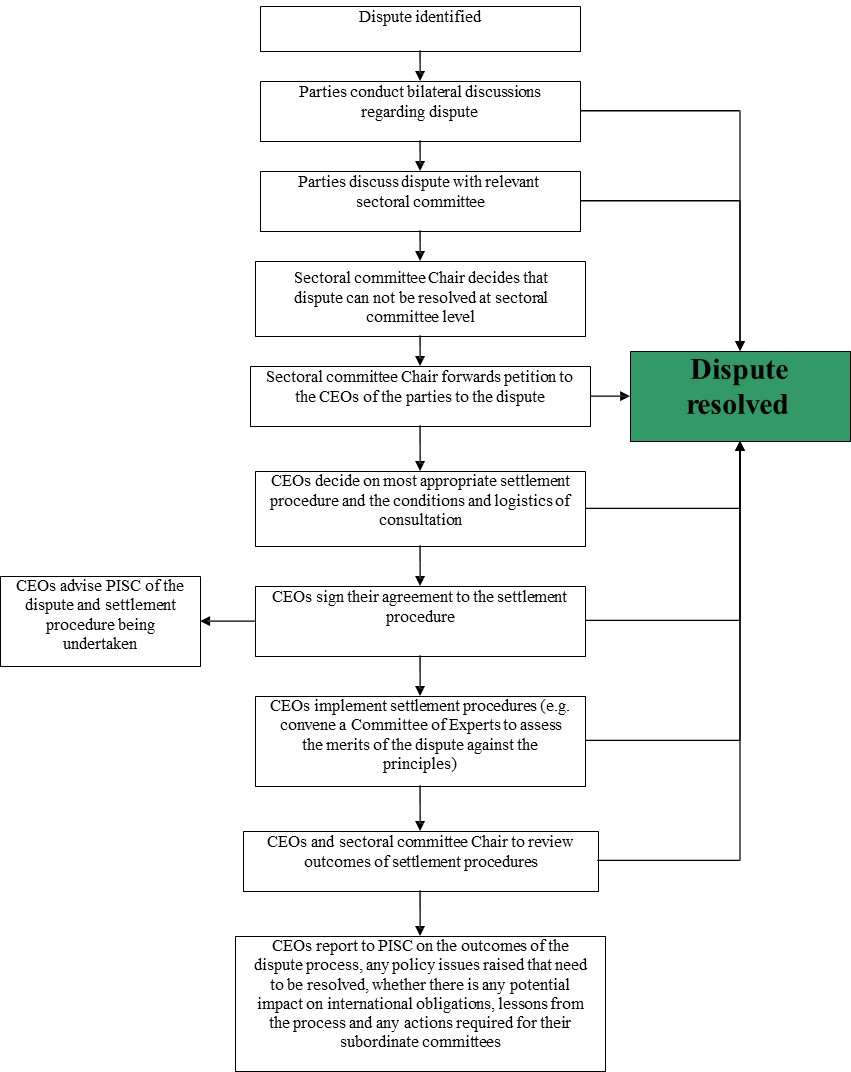 Dispute identified
Parties conduct bilateral discussions
regarding dispute
Parties discuss dispute with relevant
sectoral committee
Sectoral committee Chair decides that
dispute can not be resolved at sectoral
committee level
Sectoral committee Chair forwards petition to
the CEOs of the parties to the dispute
Dispute
resolved
CEOs decide on most appropriate settlement
procedure and the conditions and logistics of
consultation
CEOs sign their agreement to the settlement
procedure
CEOs advise PISC of the
dispute and settlement
procedure being
undertaken
CEOs implement settlement procedures (e.g.
convene a Committee of Experts to assess
the merits of the dispute against the
principles)
CEOs and sectoral committee Chair to review
outcomes of settlement procedures
CEOs report to PISC on the outcomes of the
dispute process, any policy issues raised that need
to be resolved, whether there is any potential
impact on international obligations, lessons from
the process and any actions required for their
subordinate committees